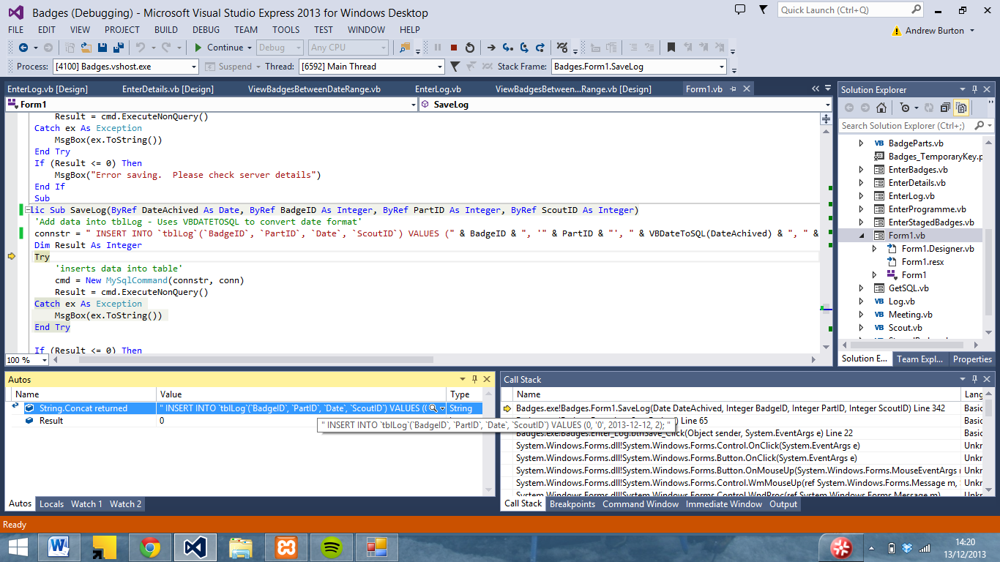 Badges (Debugging) - Microsoft Visual Studio Express 2013 for Windows Desktop
Quick Launch (Ctrl+Q)
FILE EDIT VIEW PROJECT BUILD DEBUG TEAM TOOLS TEST WINDOW HELP
Andrew Burton
Continue Debug Any CPU
Process: [4100] Badges.vshost.exe Suspend Thread: [6592] Main Thread Stack Frame: Badges.Form1.SaveLog
EnterLog.vb [Design] EnterDetails.vb [Design] ViewBadgesBetweenDateRange.vb EnterLog.vb ViewBadgesBetween...Range.vb [Design] Form1.vb
Form1 SaveLog
Result = cmd.ExecuteNonQuery()
Catch ex As Exception
MsgBox(ex.ToString())
End Try
If (Result <= 0) Then
MsgBox("Error saving.  Please check server details")
End If
Sub
lic Sub SaveLog(ByRef DateAchived As Date, ByRef BadgeID As Integer, ByRef PartID As Integer, ByRef ScoutID As Integer)
'Add data into tblLog - Uses VBDATETOSQL to convert date format'
connstr = " INSERT INTO `tblLog`(`BadgeID`, `PartID`, `Date`, `ScoutID`) VALUES (" & BadgeID & ", '" & PartID & "', " & VBDateToSQL(DateAchived) & ", " &
Dim Result As Integer
Try
'inserts data into table'
cmd = New MySqlCommand(connstr, conn)
Result = cmd.ExecuteNonQuery()
Catch ex As Exception
MsgBox(ex.ToString())
End Try
If (Result <= 0) Then
100 %
Solution Explorer
Search Solution Explorer (Ctrl+;)
BadgeParts.vb
Badges_TemporaryKey.p
EnterBadges.vb
EnterDetails.vb
EnterLog.vb
EnterProgramme.vb
EnterStagedBadges.vb
Form1.vb
Form1.Designer.vb
Form1.resx
Form1
GetSQL.vb
Log.vb
Meeting.vb
Scout.vb
Solution E... Team Expl... Properties
Autos
Name Value Type
String.Concat returned " INSERT INTO `tblLog`(`BadgeID`, `PartID`, `Date`, `ScoutID`) VALUES (( String
Result 0
" INSERT INTO `tblLog`(`BadgeID`, `PartID`, `Date`, `ScoutID`) VALUES (0, '0', 2013-12-12, 2); "
Autos Locals Watch 1 Watch 2
Call Stack
Name Lang
Badges.exe!Badges.Form1.SaveLog(Date DateAchived, Integer BadgeID, Integer PartID, Integer ScoutID) Line 342 Basic
) Line 65 Basic
Badges.exe!Badges.Enter_Log.btnSave_Click(Object sender, System.EventArgs e) Line 22 Basic
System.Windows.Forms.dll!System.Windows.Forms.Control.OnClick(System.EventArgs e) Unkr
System.Windows.Forms.dll!System.Windows.Forms.Button.OnClick(System.EventArgs e) Unkr
System.Windows.Forms.dll!System.Windows.Forms.Button.OnMouseUp(System.Windows.Forms.MouseEventArgs Unkr
System.Windows.Forms.dll!System.Windows.Forms.Control.WmMouseUp(ref System.Windows.Forms.Message m, Unkr
System.Windows.Forms.dll!System.Windows.Forms.Control.WndProc(ref System.Windows.Forms.Message m) Unkr
Call Stack Breakpoints Command Window Immediate Window Output
Ready
14:20
13/12/2013